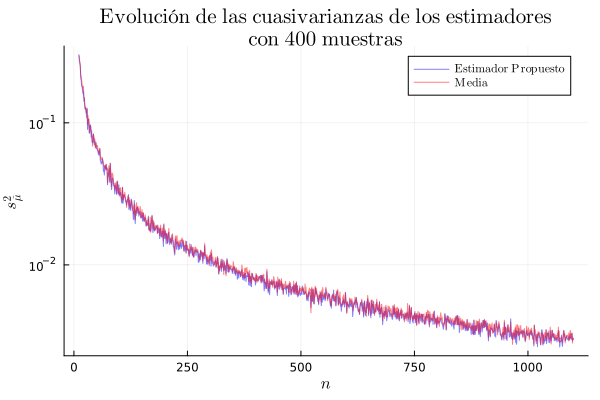 Evolución de las cuasivarianzas de los estimadores
con 400 muestras
Estimador Propuesto
Media
10⁻¹
10⁻²
s²_μ̂
0 250 500 750 1000
n